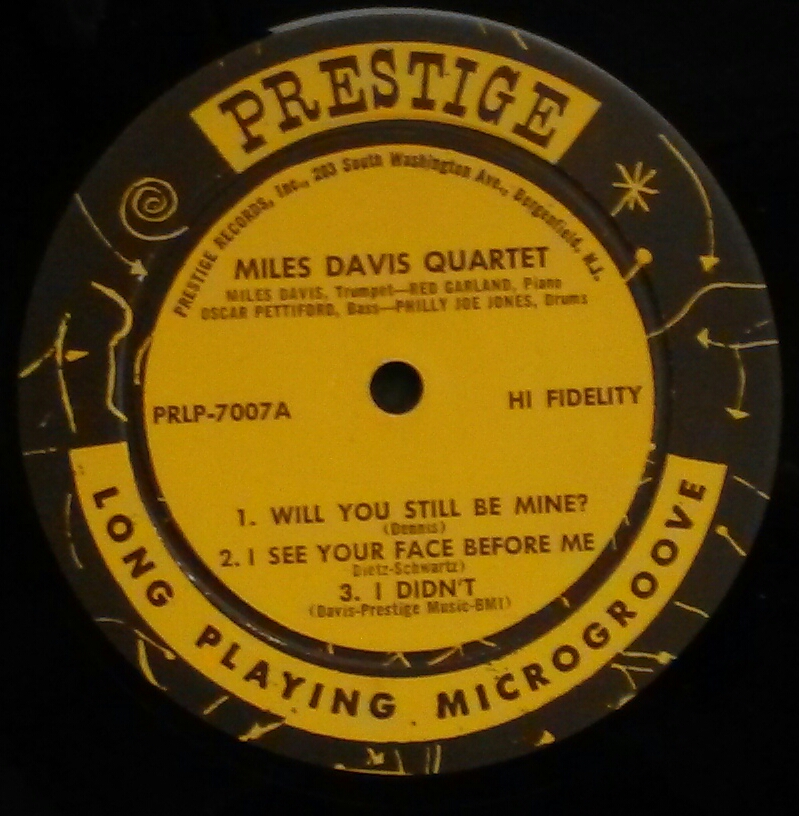 PRESTIGE
PRESTIGE RECORDS, Inc., 203 South Washington Ave., Bergenfield, N.J.
MILES DAVIS QUARTET
MILES DAVIS, Trumpet—RED GARLAND, Piano
OSCAR PETTIFORD, Bass—PHILLY JOE JONES, Drums
PRLP-7007A
HI FIDELITY
1. WILL YOU STILL BE MINE?
(Dennis)
2. I SEE YOUR FACE BEFORE ME
Dietz-Schwartz)
3. I DIDN'T
(Davis-Prestige Music-BMI)
LONG PLAYING MICROGROOVE